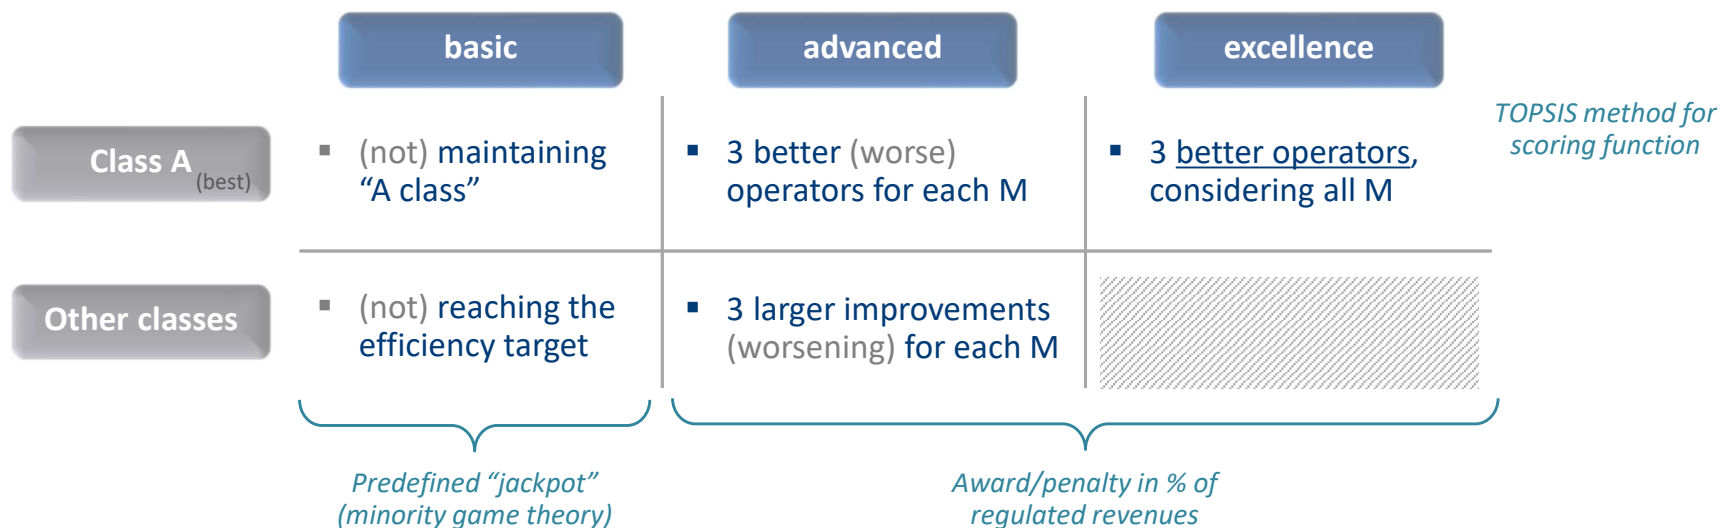 basic
advanced
excellence
TOPSIS method for
scoring function
Class A
(best)
▪ (not) maintaining
“A class”
▪ 3 better (worse)
operators for each M
▪ 3 better operators,
considering all M
Other classes
▪ (not) reaching the
efficiency target
▪ 3 larger improvements
(worsening) for each M
Predefined “jackpot”
(minority game theory)
Award/penalty in % of
regulated revenues